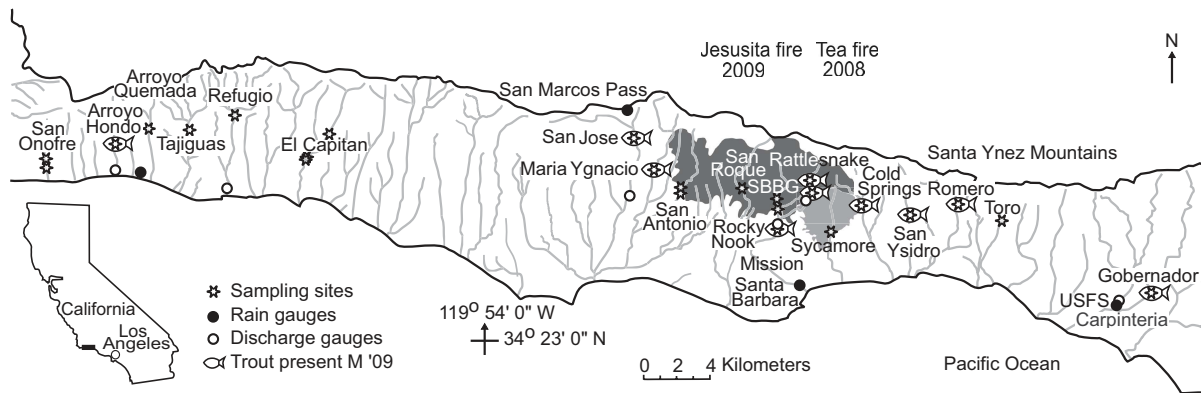 Jesusita fire
2009
Tea fire
2008
N
San Marcos Pass
Arroyo
Quemada
Refugio
Arroyo
Hondo
San
Onofre
Tajiguas
El Capitan
San Jose
Maria Ygnacio
San
Antonio
San
Roque
Rattlesnake
SBBG
Rocky
Nook
Mission
Sycamore
Cold
Springs
San
Ysidro
Romero
Toro
Santa Ynez Mountains
Santa
Barbara
Gobernador
USFS
Carpinteria
California
Los
Angeles
Sampling sites
Rain gauges
Discharge gauges
Trout present M '09
119o 54' 0" W
34o 23' 0" N
0 2 4 Kilometers
Pacific Ocean